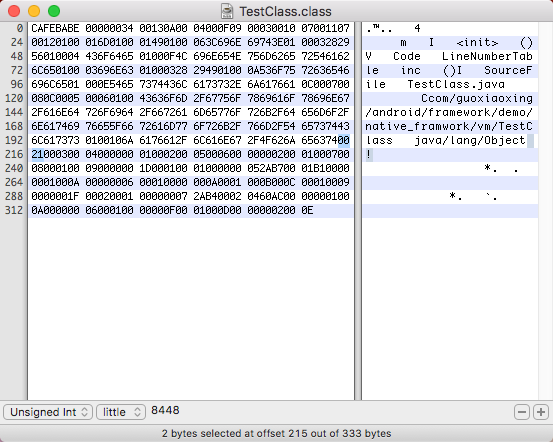 TestClass.class
0 CAFEBABE 00000034 00130A00 04000F09 00030010 07001107 .™.. 4
24 00120100 016D0100 01490100 063C696E 69743E01 00032829 m I <init> ()
48 56010004 436F6465 01000F4C 696E654E 756D6265 72546162 V Code LineNumberTab
72 6C650100 03696E63 01000328 29490100 0A536F75 72636546 le inc ()I SourceF
96 696C6501 000E5465 7374436C 6173732E 6A617661 0C000700 ile TestClass.java
120 080C0005 00060100 43636F6D 2F67756F 7869616F 78696E67 Ccom/guoxiaoxing
144 2F616E64 726F6964 2F667261 6D65776F 726B2F64 656D6F2F /android/framework/demo/
168 6E617469 76655F66 72616D77 6F726B2F 766D2F54 65737443 native_framwork/vm/TestC
192 6C617373 0100106A 6176612F 6C616E67 2F4F626A 65637400 lass java/lang/Object
216 21000300 04000000 01000200 05000600 00000200 01000700 !
240 08000100 09000000 1D000100 01000000 052AB700 01B10000 *. .
264 0001000A 00000006 00010000 000A0001 000B000C 00010009
288 0000001F 00020001 00000007 2AB40002 0460AC00 00000100 *. `.
312 0A000000 06000100 00000F00 01000D00 00000200 0E
Unsigned Int little 8448
2 bytes selected at offset 215 out of 333 bytes